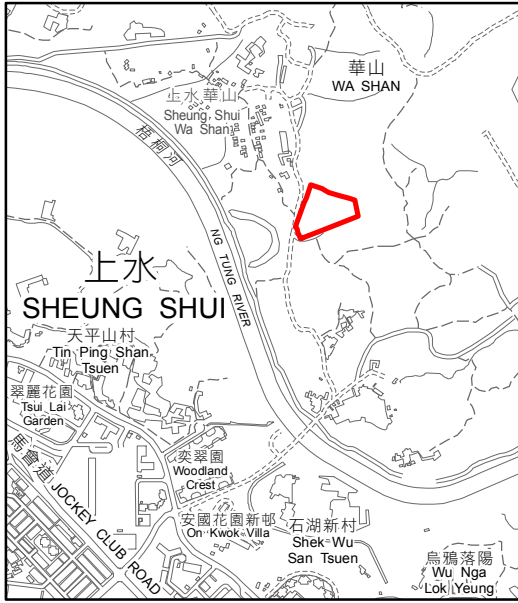 華山
WA SHAN
上水華山
Sheung Shui
Wa Shan
梧桐河
NG TUNG RIVER
上水
SHEUNG SHUI
天平山村
Tin Ping Shan
Tsuen
翠麗花園
Tsui Lai
Garden
奕翠園
Woodland
Crest
馬會道 JOCKEY CLUB ROAD
安國花園新邨
On Kwok Villa
石湖新村
Shek Wu
San Tsuen
烏鴉落陽
Wu Nga
Lok Yeung